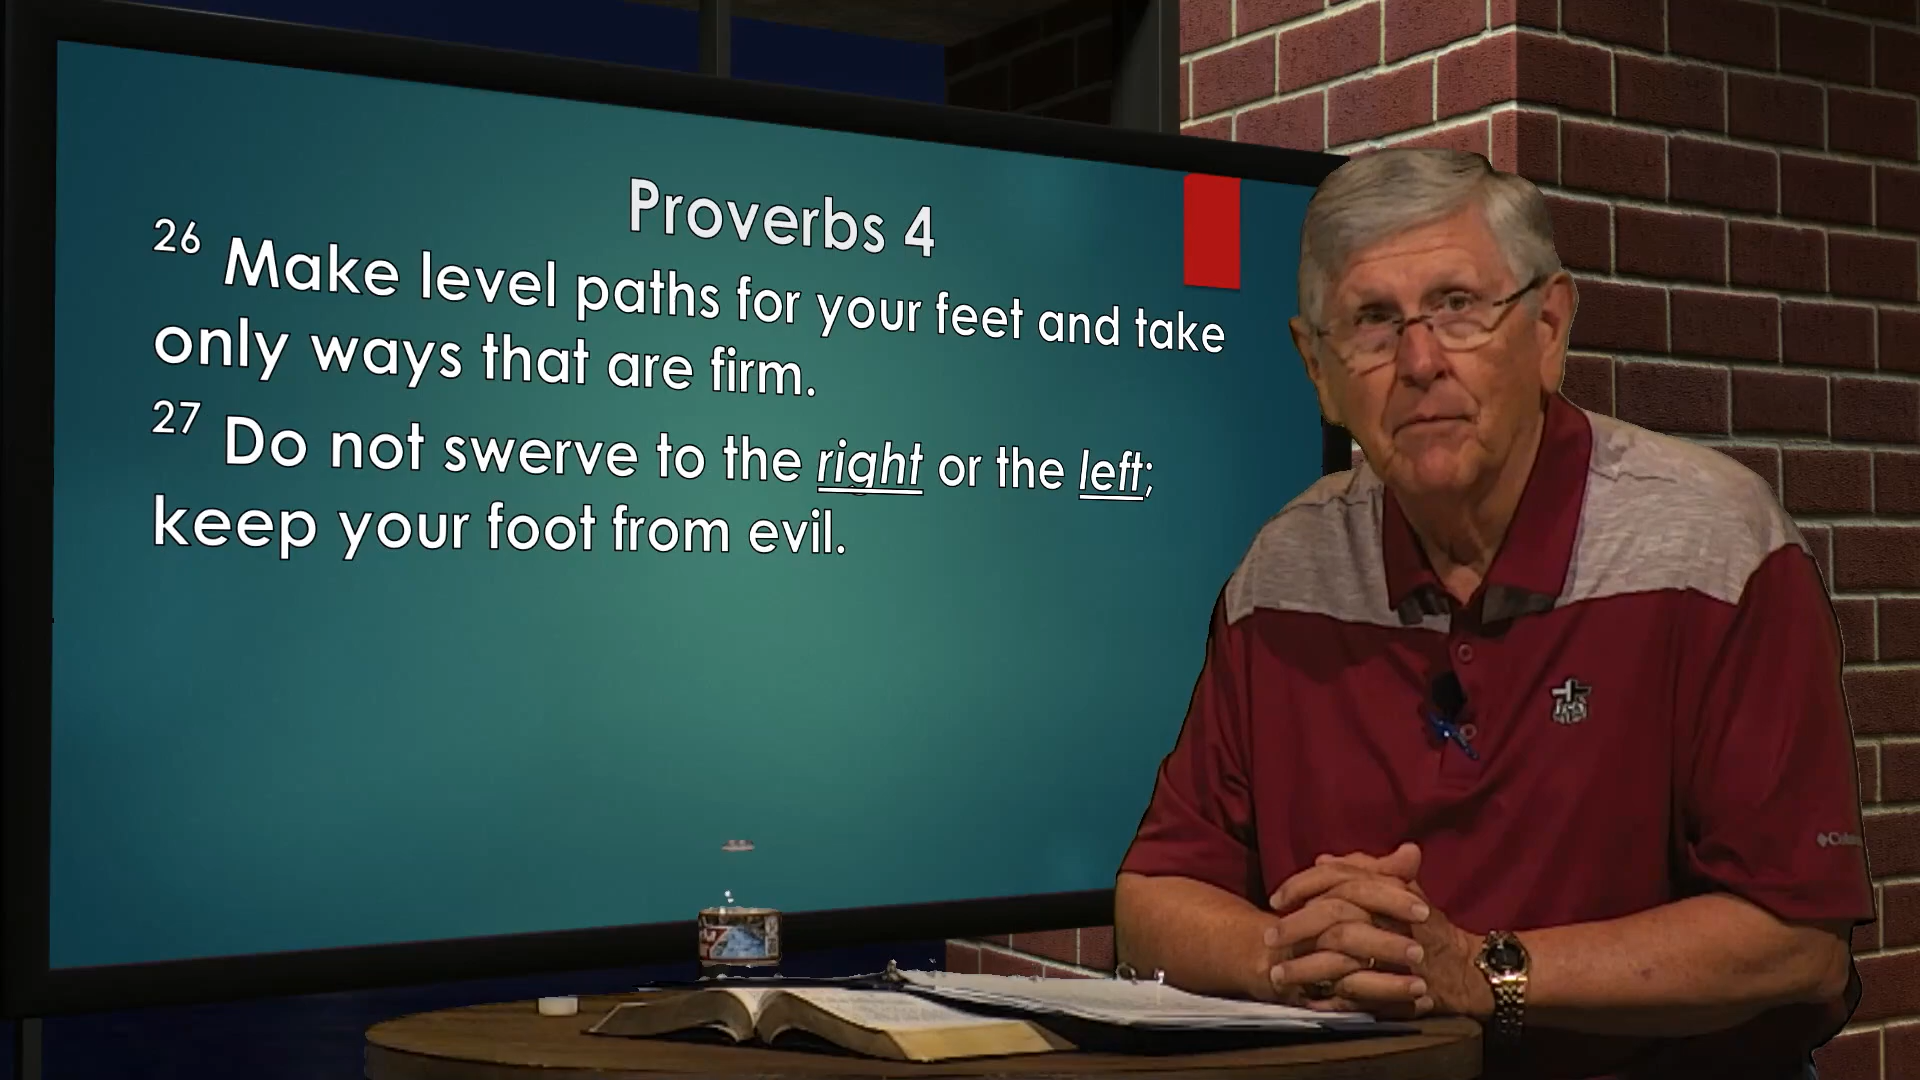 Proverbs 4
26 Make level paths for your feet and take
only ways that are firm.
27 Do not swerve to the right or the left;
keep your foot from evil.